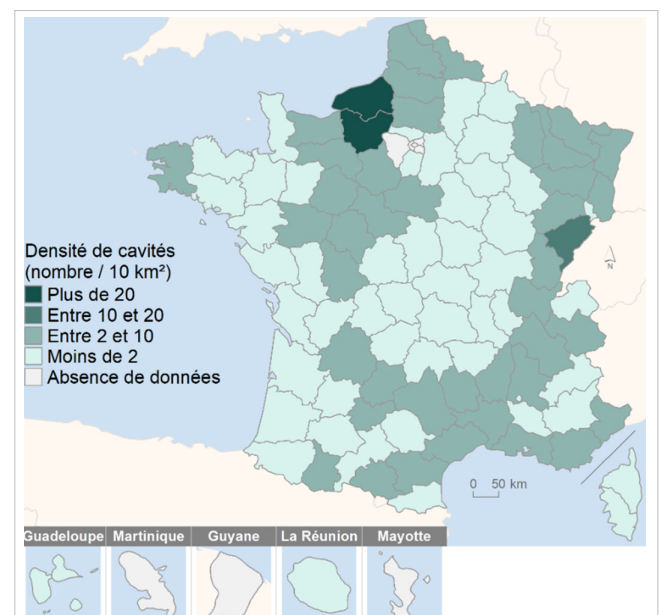 Densité de cavités
(nombre / 10 km²)
Plus de 20
Entre 10 et 20
Entre 2 et 10
Moins de 2
Absence de données
N
0 50 km
Guadeloupe Martinique Guyane La Réunion Mayotte